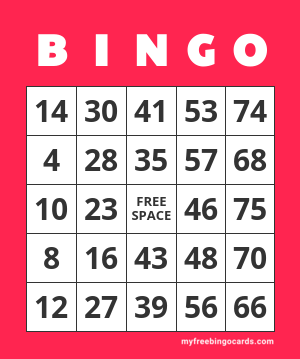 B I N G O
14 30 41 53 74
4 28 35 57 68
10 23 FREE SPACE 46 75
8 16 43 48 70
12 27 39 56 66
myfreebingocards.com